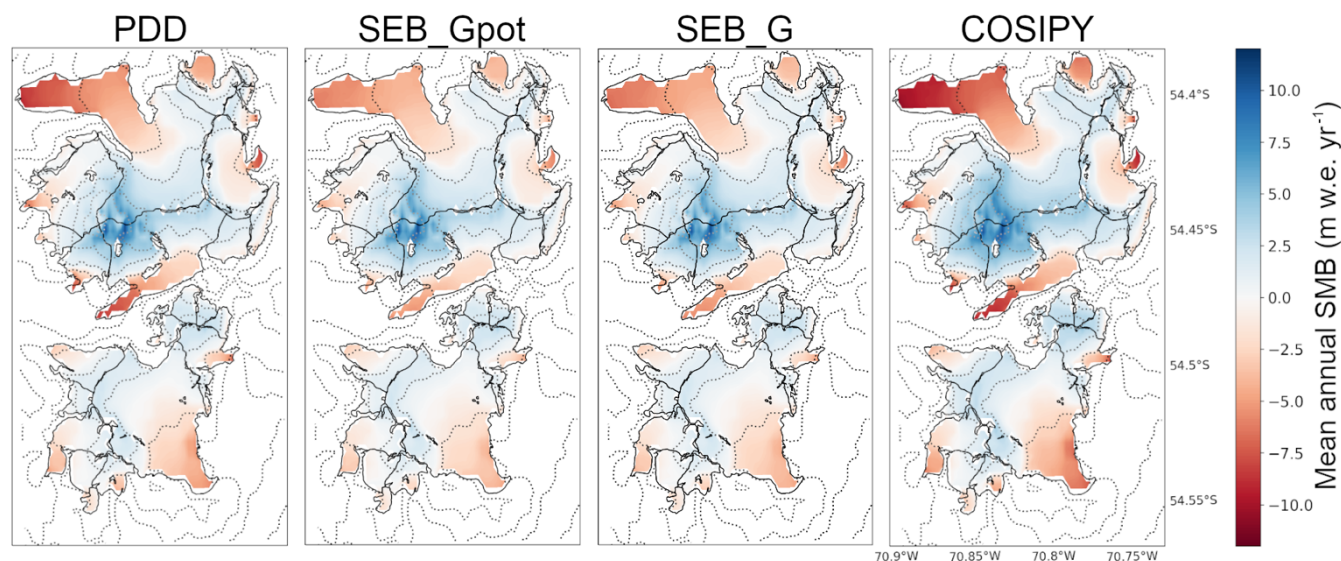 PDD SEB_Gpot SEB_G COSIPY
54.4°S
54.45°S
54.5°S
54.55°S
70.9°W 70.85°W 70.8°W 70.75°W
10.0
7.5
5.0
2.5
0.0
−2.5
−5.0
−7.5
−10.0
Mean annual SMB (m w.e. yr⁻¹)